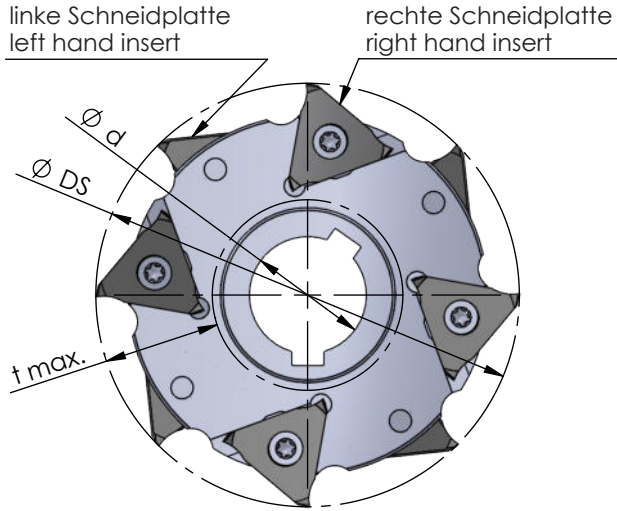 linke Schneidplatte
left hand insert
rechte Schneidplatte
right hand insert
Ø d
Ø DS
t max.